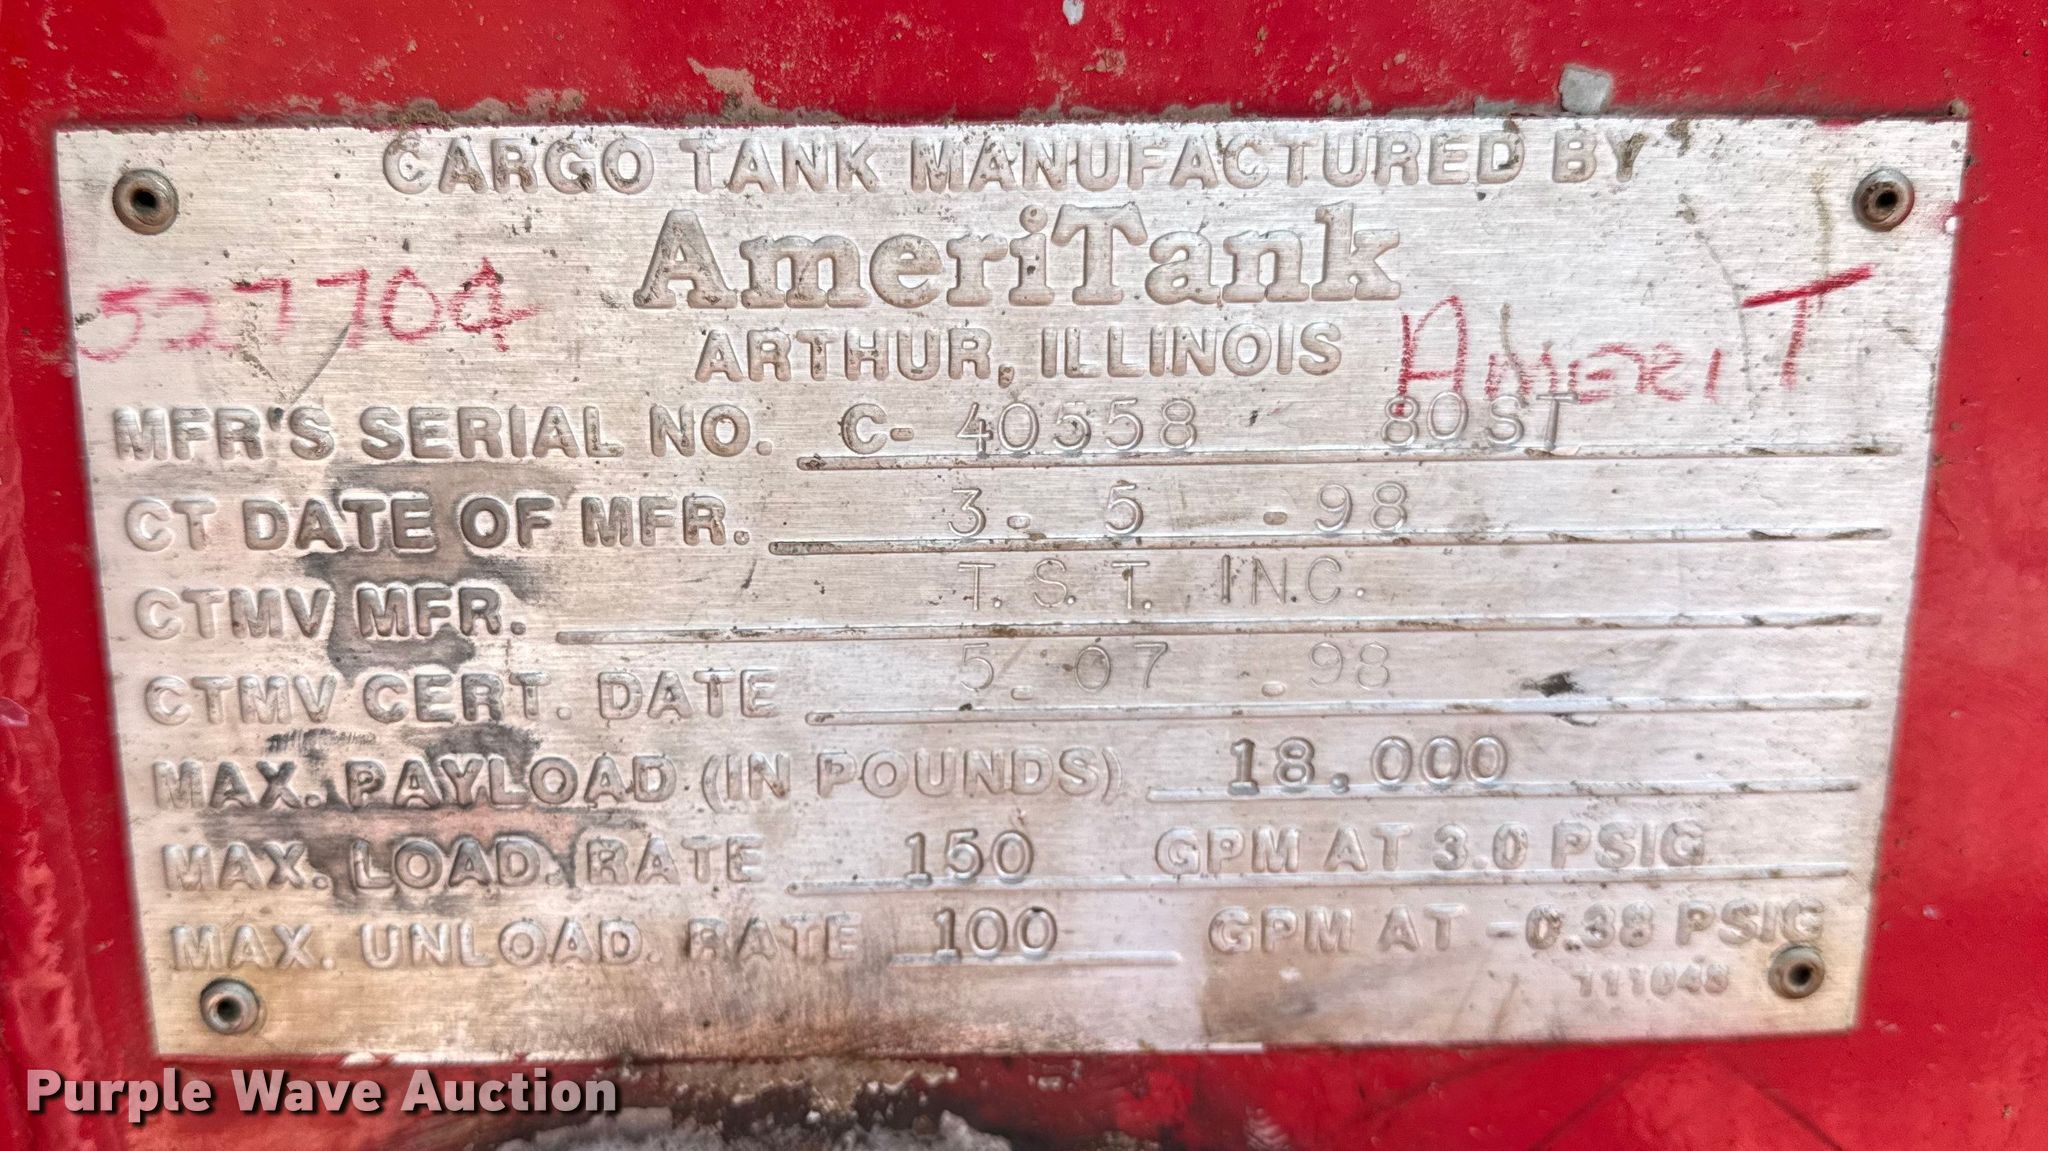 CARGO TANK MANUFACTURED BY
AmeriTank
527704
ARTHUR, ILLINOIS
AMERIT
MFR'S SERIAL NO. C- 40558 80ST
CT DATE OF MFR. 3. 5 . 98
CTMV MFR. T.S.T. INC.
CTMV CERT. DATE 5. 07 . 98
MAX. PAYLOAD (IN POUNDS) 18.000
MAX. LOAD. RATE 150 GPM AT 3.0 PSIG
MAX. UNLOAD. RATE 100 GPM AT -0.38 PSIG
Purple Wave Auction